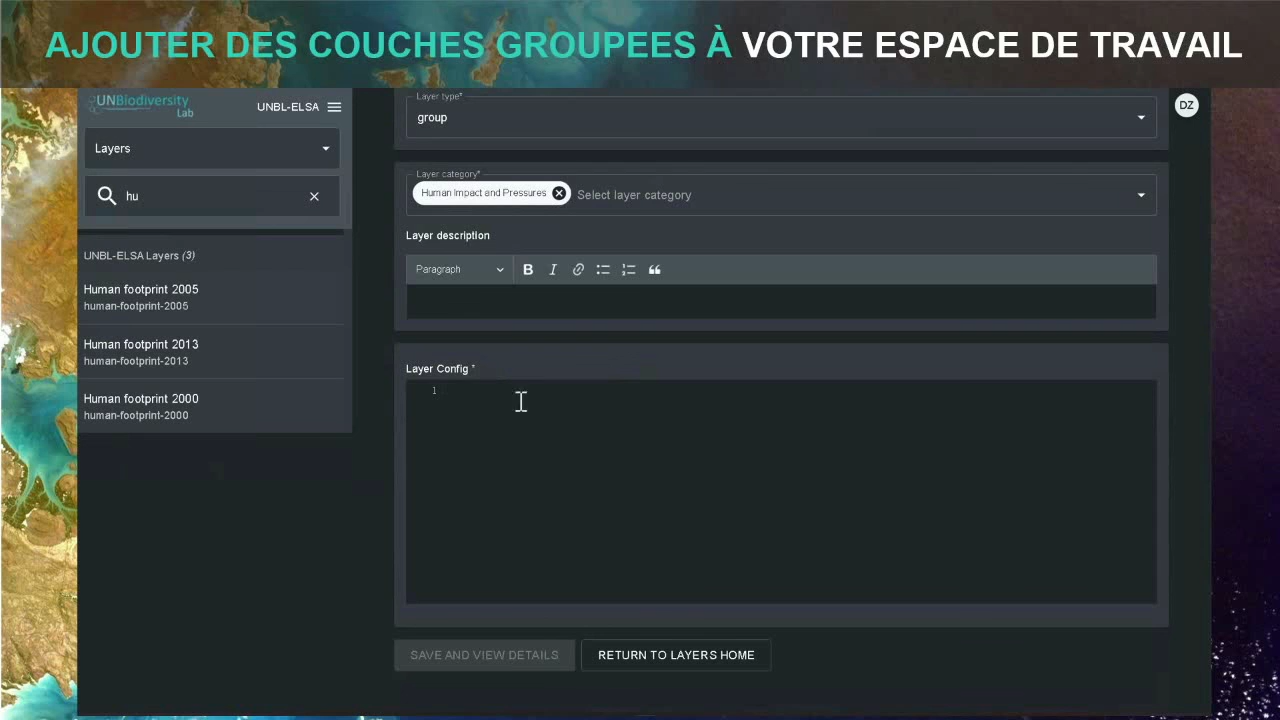 AJOUTER DES COUCHES GROUPEES À VOTRE ESPACE DE TRAVAIL
UNBiodiversity
Lab
UNBL-ELSA
Layers
hu
UNBL-ELSA Layers (3)
Human footprint 2005
human-footprint-2005
Human footprint 2013
human-footprint-2013
Human footprint 2000
human-footprint-2000
Layer type*
group
DZ
Layer category*
Human Impact and Pressures
Select layer category
Layer description
Paragraph
B I
Layer Config *
1
SAVE AND VIEW DETAILS
RETURN TO LAYERS HOME